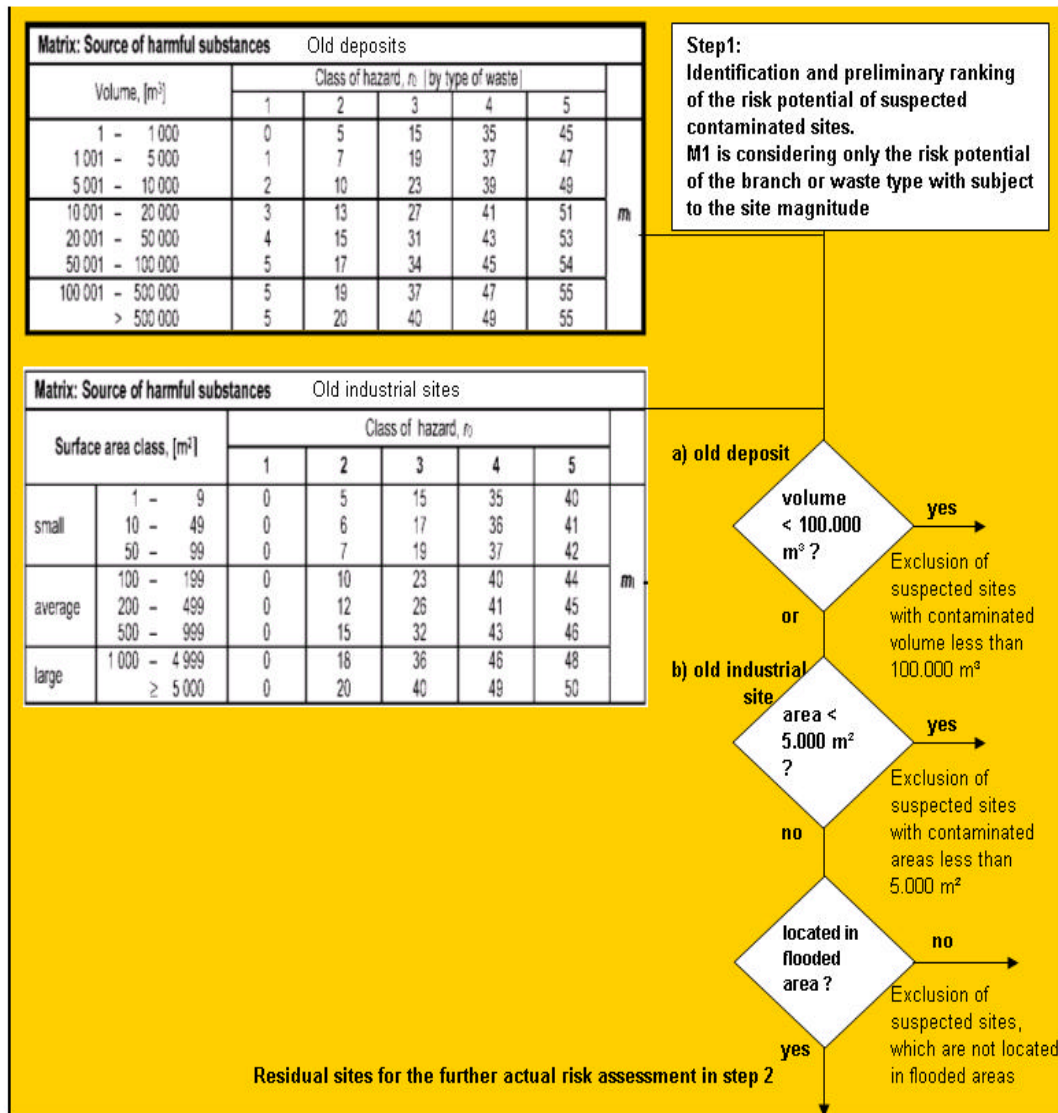 Matrix: Source of harmful substances Old deposits
Volume, [m³] Class of hazard, r₀ [by type of waste]
1 2 3 4 5
1 – 1 000 0 5 15 35 45
1 001 – 5 000 1 7 19 37 47
5 001 – 10 000 2 10 23 39 49
10 001 – 20 000 3 13 27 41 51 mI
20 001 – 50 000 4 15 31 43 53
50 001 – 100 000 5 17 34 45 54
100 001 – 500 000 5 19 37 47 55
> 500 000 5 20 40 49 55
Step1:
Identification and preliminary ranking
of the risk potential of suspected
contaminated sites.
M1 is considering only the risk potential
of the branch or waste type with subject
to the site magnitude
Matrix: Source of harmful substances Old industrial sites
Surface area class, [m²] Class of hazard, r₀
1 2 3 4 5
small 1 – 9 0 5 15 35 40
10 – 49 0 6 17 36 41
50 – 99 0 7 19 37 42
average 100 – 199 0 10 23 40 44 mI
200 – 499 0 12 26 41 45
500 – 999 0 15 32 43 46
large 1 000 – 4 999 0 18 36 46 48
≥ 5 000 0 20 40 49 50
a) old deposit
volume
< 100.000
m³ ?
yes
Exclusion of
suspected sites
with contaminated
volume less than
100.000 m³
or
b) old industrial
site
area <
5.000 m²
?
yes
Exclusion of
suspected sites
with contaminated
areas less than
5.000 m²
no
located in
flooded
area ?
no
Exclusion of
suspected sites,
which are not located
in flooded areas
yes
Residual sites for the further actual risk assessment in step 2